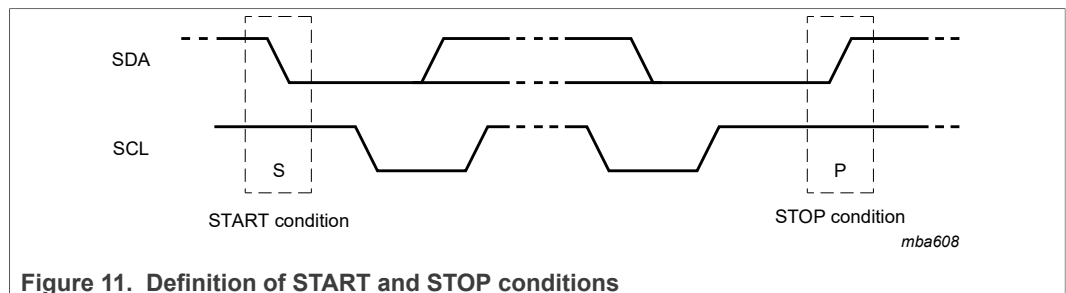 SDA
SCL
S
P
START condition
STOP condition
mba608
Figure 11. Definition of START and STOP conditions